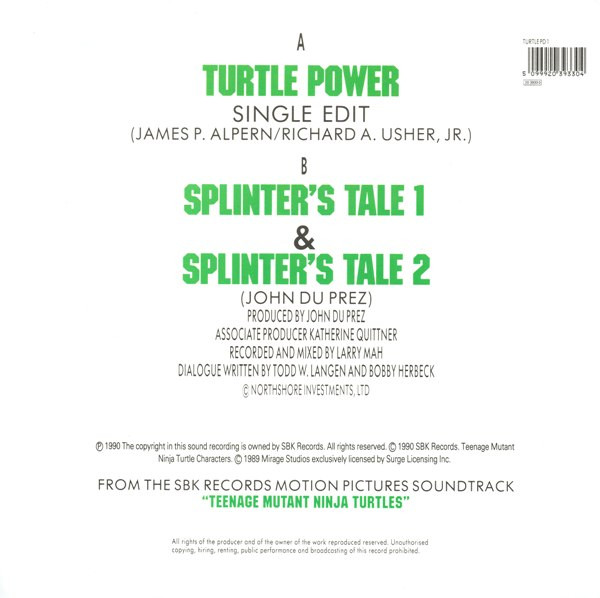 A
TURTLE PD 1
TURTLE POWER
SINGLE EDIT
(JAMES P. ALPERN/RICHARD A. USHER, JR.)
B
SPLINTER'S TALE 1
&
SPLINTER'S TALE 2
(JOHN DU PREZ)
PRODUCED BY JOHN DU PREZ
ASSOCIATE PRODUCER KATHERINE QUITTNER
RECORDED AND MIXED BY LARRY MAH
DIALOGUE WRITTEN BY TODD W. LANGEN AND BOBBY HERBECK
© NORTHSHORE INVESTMENTS, LTD
℗ 1990 The copyright in this sound recording is owned by SBK Records. All rights reserved. © 1990 SBK Records. Teenage Mutant
Ninja Turtle Characters. © 1989 Mirage Studios exclusively licensed by Surge Licensing Inc.
FROM THE SBK RECORDS MOTION PICTURES SOUNDTRACK
“TEENAGE MUTANT NINJA TURTLES”
All rights of the producer and of the owner of the work reproduced reserved. Unauthorised
copying, hiring, renting, public performance and broadcasting of this record prohibited.